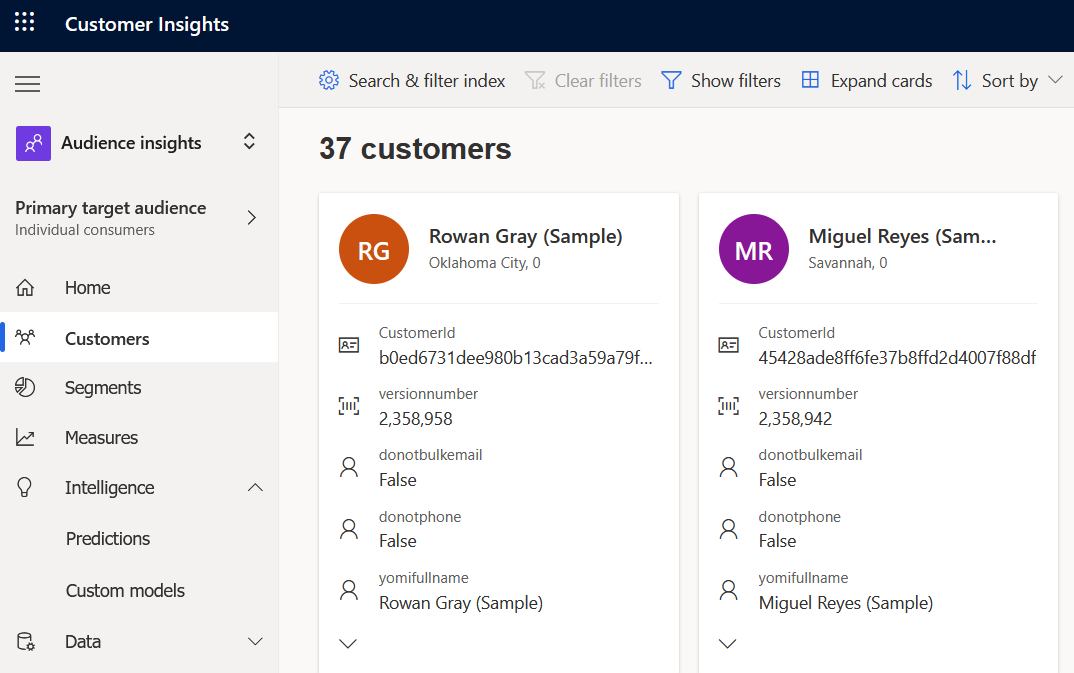 Customer Insights
Search & filter index
Clear filters
Show filters
Expand cards
Sort by
Audience insights
Primary target audience
Individual consumers
Home
Customers
Segments
Measures
Intelligence
Predictions
Custom models
Data
37 customers
RG
Rowan Gray (Sample)
Oklahoma City, 0
CustomerId
b0ed6731dee980b13cad3a59a79f...
versionnumber
2,358,958
donotbulkemail
False
donotphone
False
yomifullname
Rowan Gray (Sample)
MR
Miguel Reyes (Sam...
Savannah, 0
CustomerId
45428ade8ff6fe37b8ffd2d4007f88df
versionnumber
2,358,942
donotbulkemail
False
donotphone
False
yomifullname
Miguel Reyes (Sample)